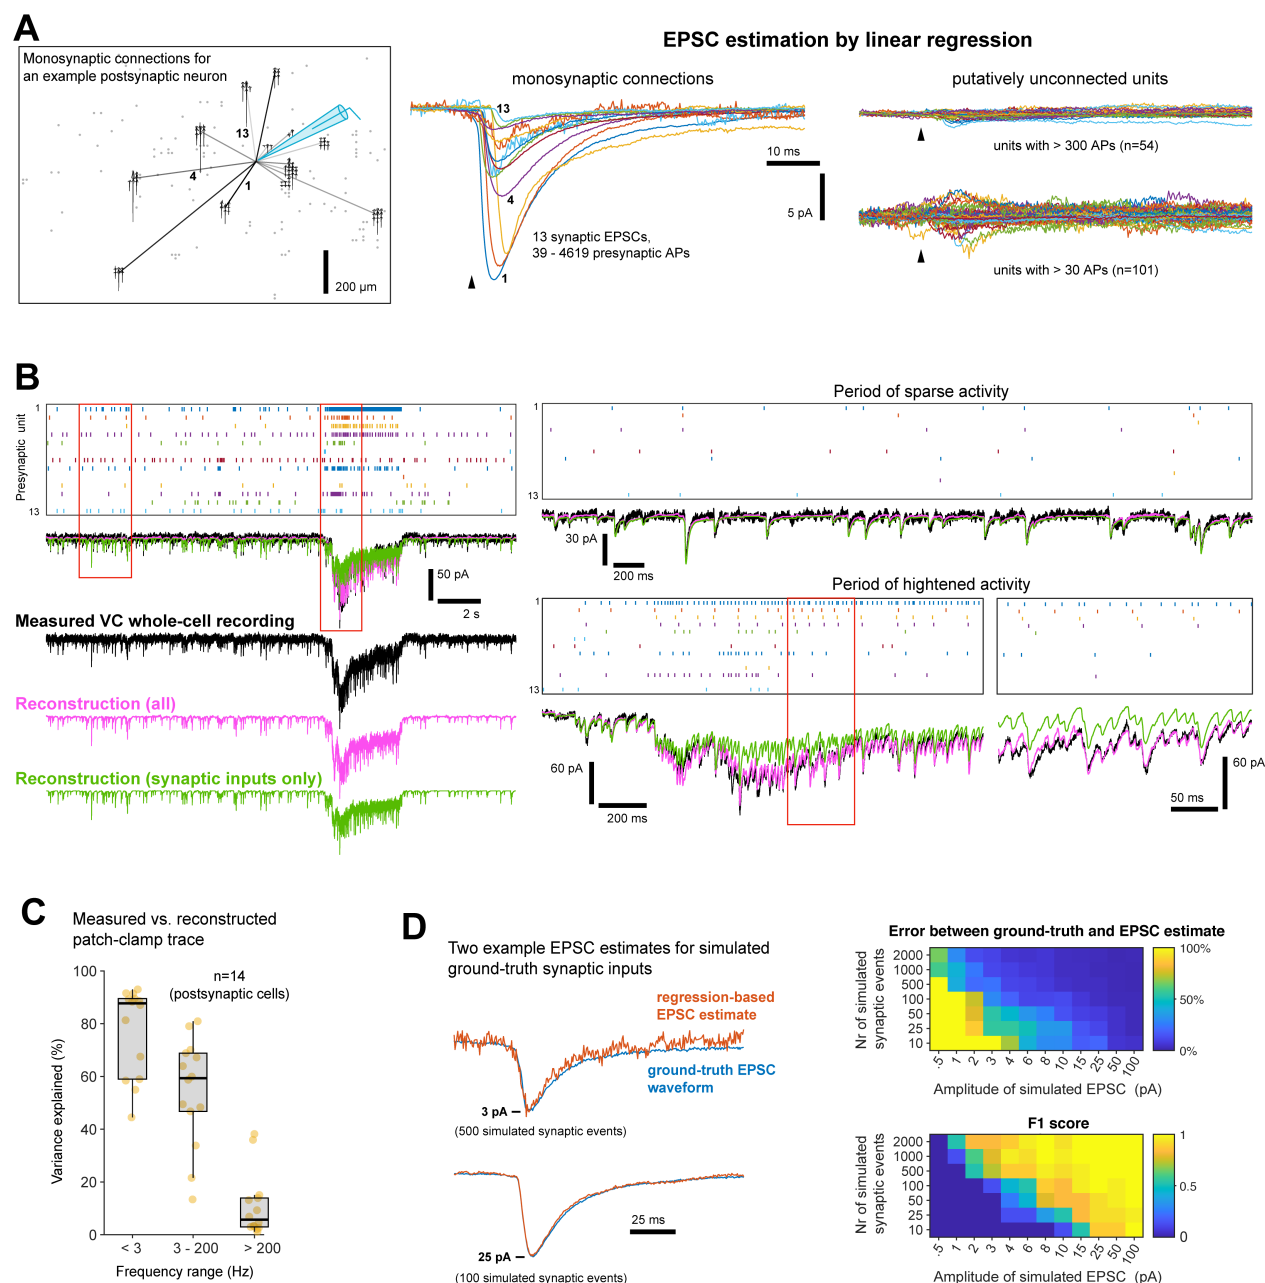 A
Monosynaptic connections for
an example postsynaptic neuron
13
4
1
200 µm
EPSC estimation by linear regression
monosynaptic connections
13
4
1
13 synaptic EPSCs,
39 - 4619 presynaptic APs
10 ms
5 pA
putatively unconnected units
units with > 300 APs (n=54)
units with > 30 APs (n=101)
B
Presynaptic unit
1
13
50 pA
2 s
Measured VC whole-cell recording
Reconstruction (all)
Reconstruction (synaptic inputs only)
Period of sparse activity
1
13
30 pA
200 ms
Period of hightened activity
1
13
60 pA
200 ms
60 pA
50 ms
C
Measured vs. reconstructed
patch-clamp trace
n=14
(postsynaptic cells)
Variance explained (%)
100
80
60
40
20
0
< 3
3 - 200
> 200
Frequency range (Hz)
D
Two example EPSC estimates for simulated
ground-truth synaptic inputs
regression-based
EPSC estimate
ground-truth EPSC
waveform
3 pA
(500 simulated synaptic events)
25 pA
25 ms
(100 simulated synaptic events)
Error between ground-truth and EPSC estimate
Nr of simulated
synaptic events
2000
1000
500
100
50
25
10
.5 1 2 3 4 6 8 10 15 25 50 100
Amplitude of simulated EPSC (pA)
100%
50%
0%
F1 score
Nr of simulated
synaptic events
2000
1000
500
100
50
25
10
.5 1 2 3 4 6 8 10 15 25 50 100
Amplitude of simulated EPSC (pA)
1
0.5
0